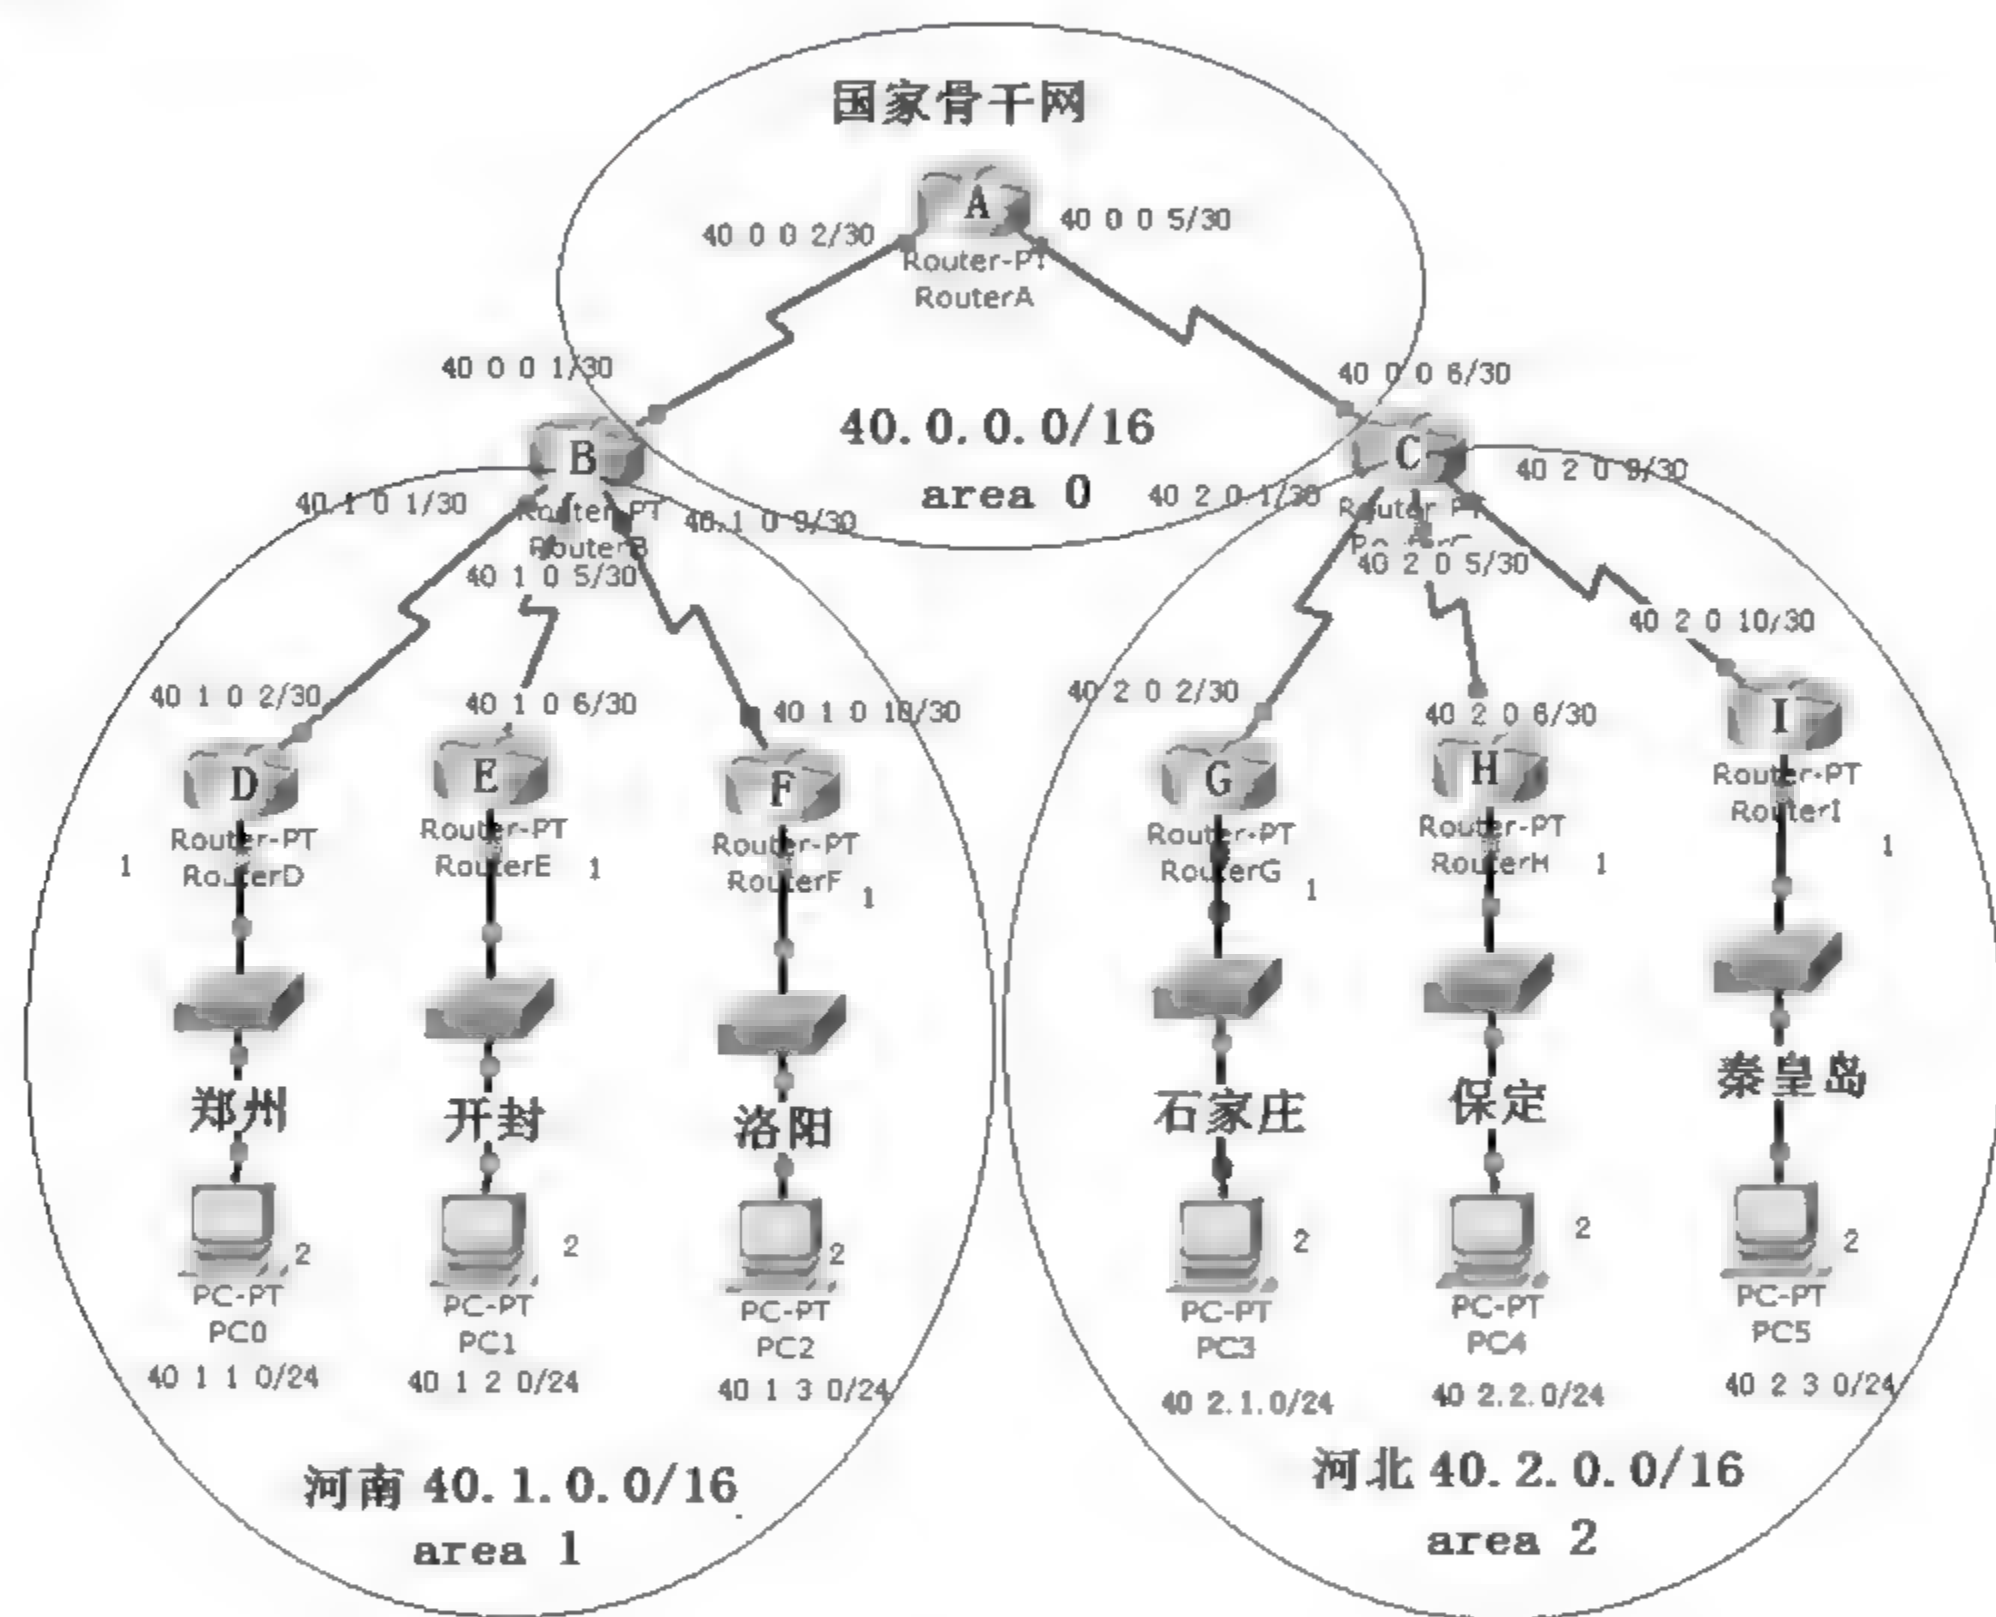 国家骨干网
A
40 0 0 2/30
40 0 0 5/30
Router-PT
RouterA
40 0 0 1/30
40 0 0 6/30
40.0.0.0/16
area 0
B
C
40.1 0 1/30
Router-PT
RouterB
40.1 0 9/30
40 1 0 5/30
40 2 0.1/30
40 2 0 9/30
Router PT
40 2 0 5/30
40 2 0 10/30
40 1 0 2/30
40 1 0 6/30
40 1 0 10/30
40 2 0 2/30
40 2 0 6/30
D
Router-PT
RouterD
1
E
Router-PT
RouterE
1
F
Router-PT
RouterF
1
G
Router-PT
RouterG
1
H
Router-PT
RouterH
1
I
Router-PT
RouterI
1
郑州
开封
洛阳
石家庄
保定
秦皇岛
2
PC-PT
PC0
40 1 1 0/24
2
PC-PT
PC1
40 1 2 0/24
2
PC-PT
PC2
40 1 3 0/24
2
PC-PT
PC3
40 2.1.0/24
2
PC-PT
PC4
40 2.2.0/24
2
PC-PT
PC5
40 2 3 0/24
河南 40.1.0.0/16
area 1
河北 40.2.0.0/16
area 2